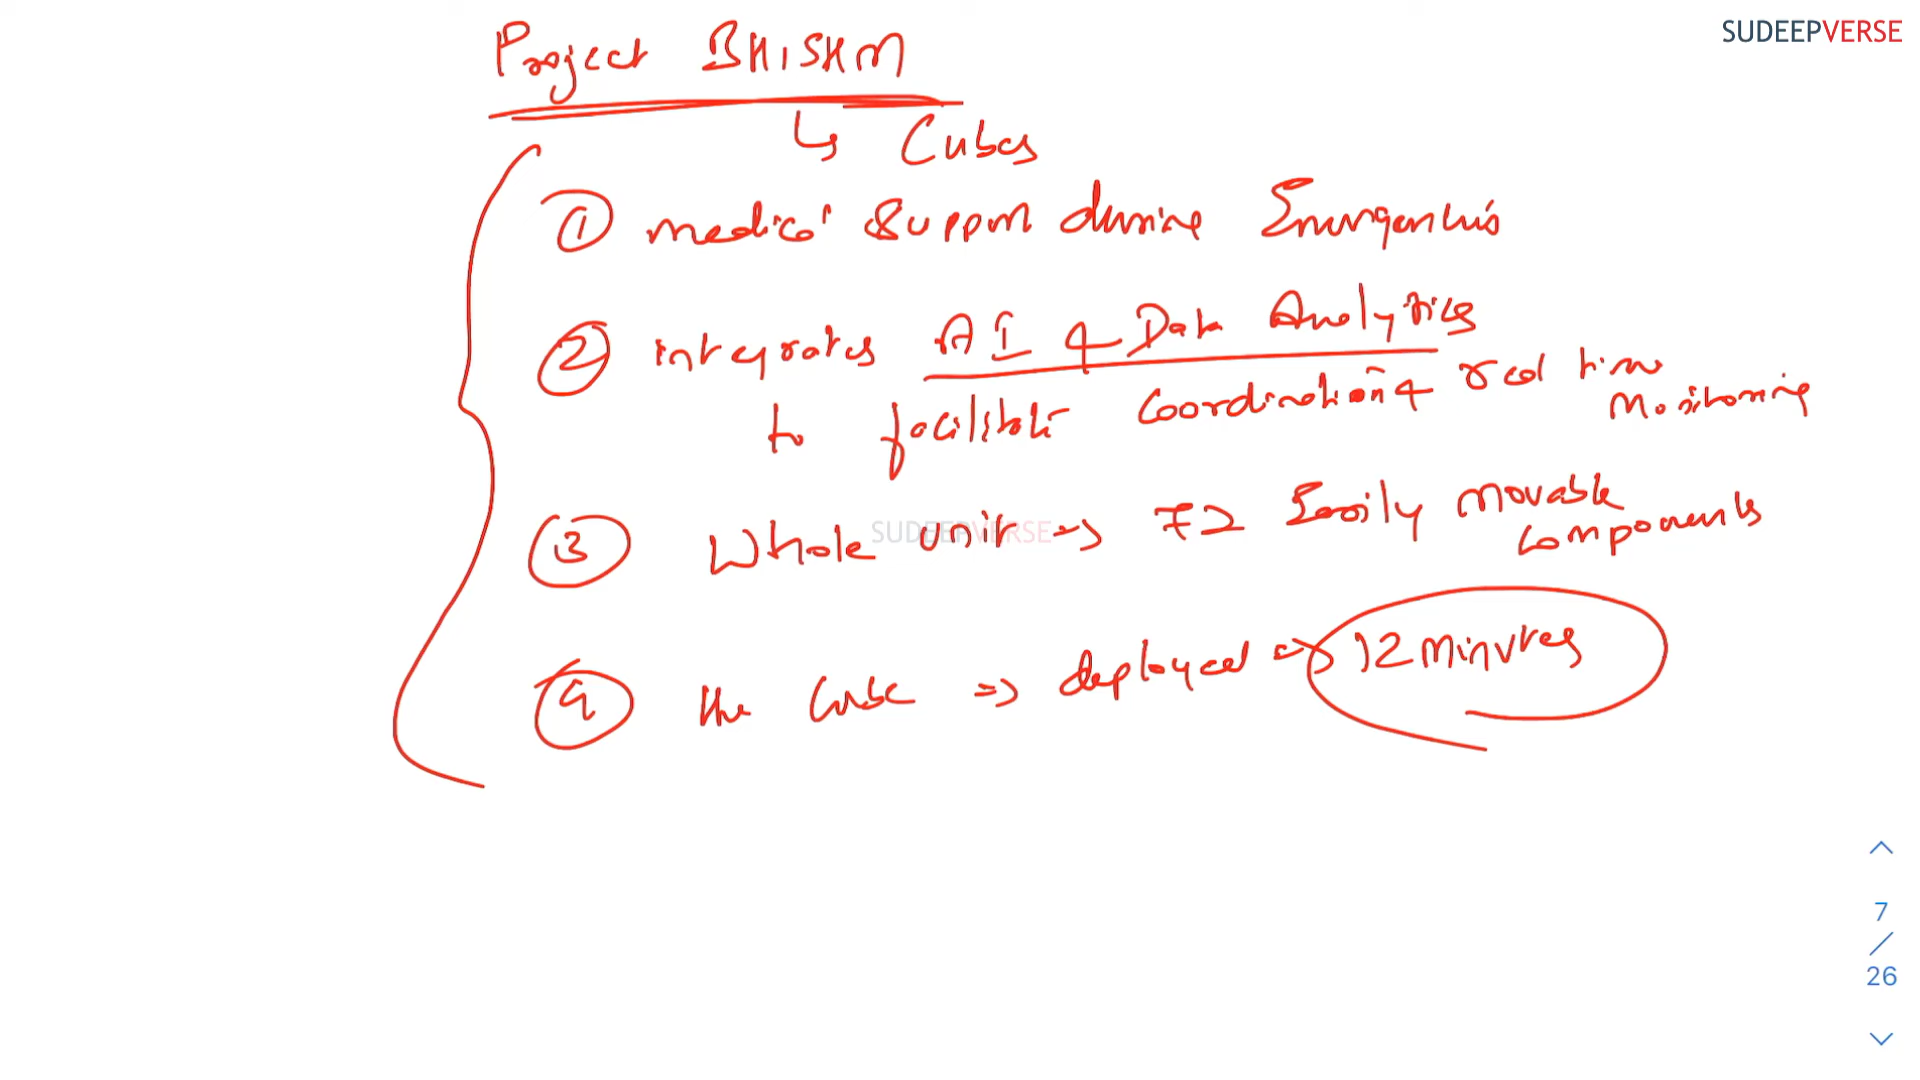 SUDEEPVERSE
Project BHISHM
↳ Cubes
① medical Support during Emergencies
② integrates AI & Data Analytics
to facilitate coordination & real time
Monitoring
③ Whole unit => 72 Easily movable
components
④ the Cube => deployed => 12 minutes
SUDEEPVERSE
7
/
26